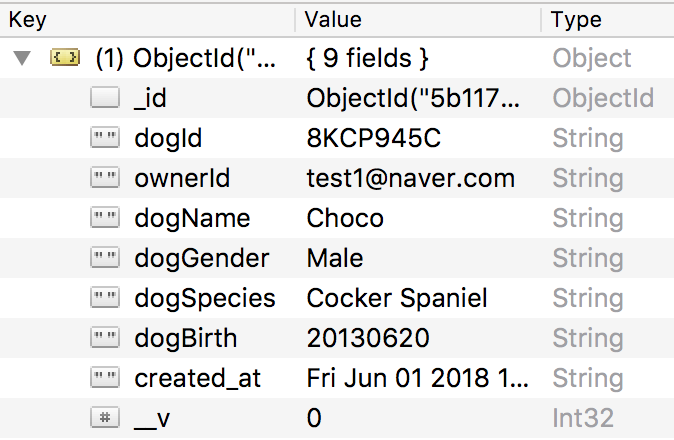 Key Value Type
(1) ObjectId("... { 9 fields } Object
_id ObjectId("5b117... ObjectId
"" dogId 8KCP945C String
"" ownerId test1@naver.com String
"" dogName Choco String
"" dogGender Male String
"" dogSpecies Cocker Spaniel String
"" dogBirth 20130620 String
"" created_at Fri Jun 01 2018 1... String
# __v 0 Int32